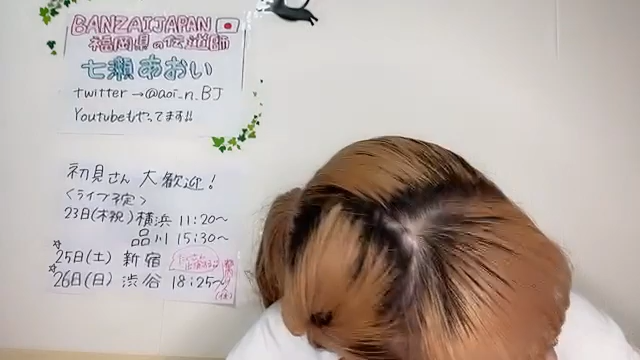 BANZAI JAPAN
福岡県の伝道師
七瀬あおい
twitter →@aoi_n_BJ
Youtubeもやってます!!
初見さん 大歓迎！
＜ライブ予定＞
23日(木祝) 横浜 11:20～
品川 15:30～
25日(土) 新宿
26日(日) 渋谷 18:25～